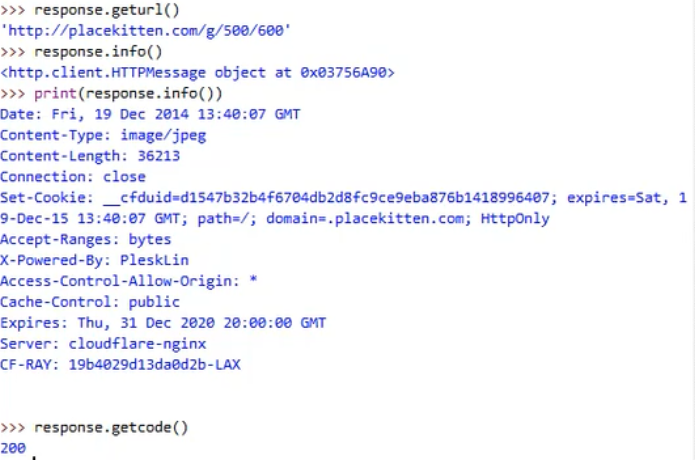 >>> response.geturl()
'http://placekitten.com/g/500/600'
>>> response.info()
<http.client.HTTPMessage object at 0x03756A90>
>>> print(response.info())
Date: Fri, 19 Dec 2014 13:40:07 GMT
Content-Type: image/jpeg
Content-Length: 36213
Connection: close
Set-Cookie: __cfduid=d1547b32b4f6704db2d8fc9ce9eba876b1418996407; expires=Sat, 1
9-Dec-15 13:40:07 GMT; path=/; domain=.placekitten.com; HttpOnly
Accept-Ranges: bytes
X-Powered-By: PleskLin
Access-Control-Allow-Origin: *
Cache-Control: public
Expires: Thu, 31 Dec 2020 20:00:00 GMT
Server: cloudflare-nginx
CF-RAY: 19b4029d13da0d2b-LAX
>>> response.getcode()
200